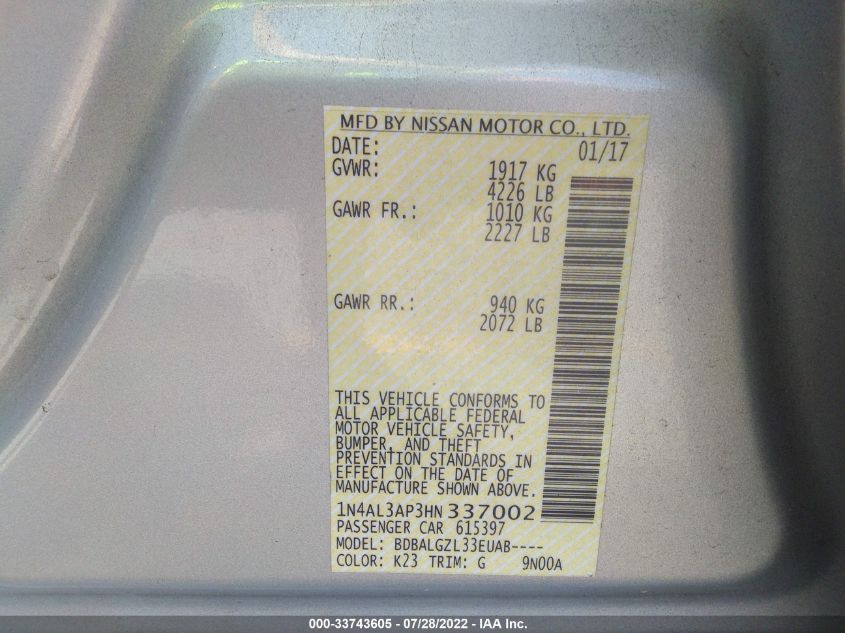 MFD BY NISSAN MOTOR CO., LTD.
DATE: 01/17
GVWR: 1917 KG
4226 LB
GAWR FR.: 1010 KG
2227 LB
GAWR RR.: 940 KG
2072 LB
THIS VEHICLE CONFORMS TO
ALL APPLICABLE FEDERAL
MOTOR VEHICLE SAFETY,
BUMPER, AND THEFT
PREVENTION STANDARDS IN
EFFECT ON THE DATE OF
MANUFACTURE SHOWN ABOVE.
1N4AL3AP3HN 337002
PASSENGER CAR 615397
MODEL: BDBALGZL33EUAB----
COLOR: K23 TRIM: G 9N00A
000-33743605 - 07/28/2022 - IAA Inc.